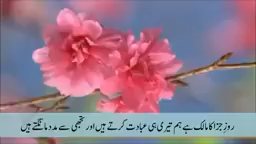 روزِ جزا کا مالک ہے ہم تیری ہی عبادت کرتے ہیں اور تجھی سے مدد مانگتے ہیں